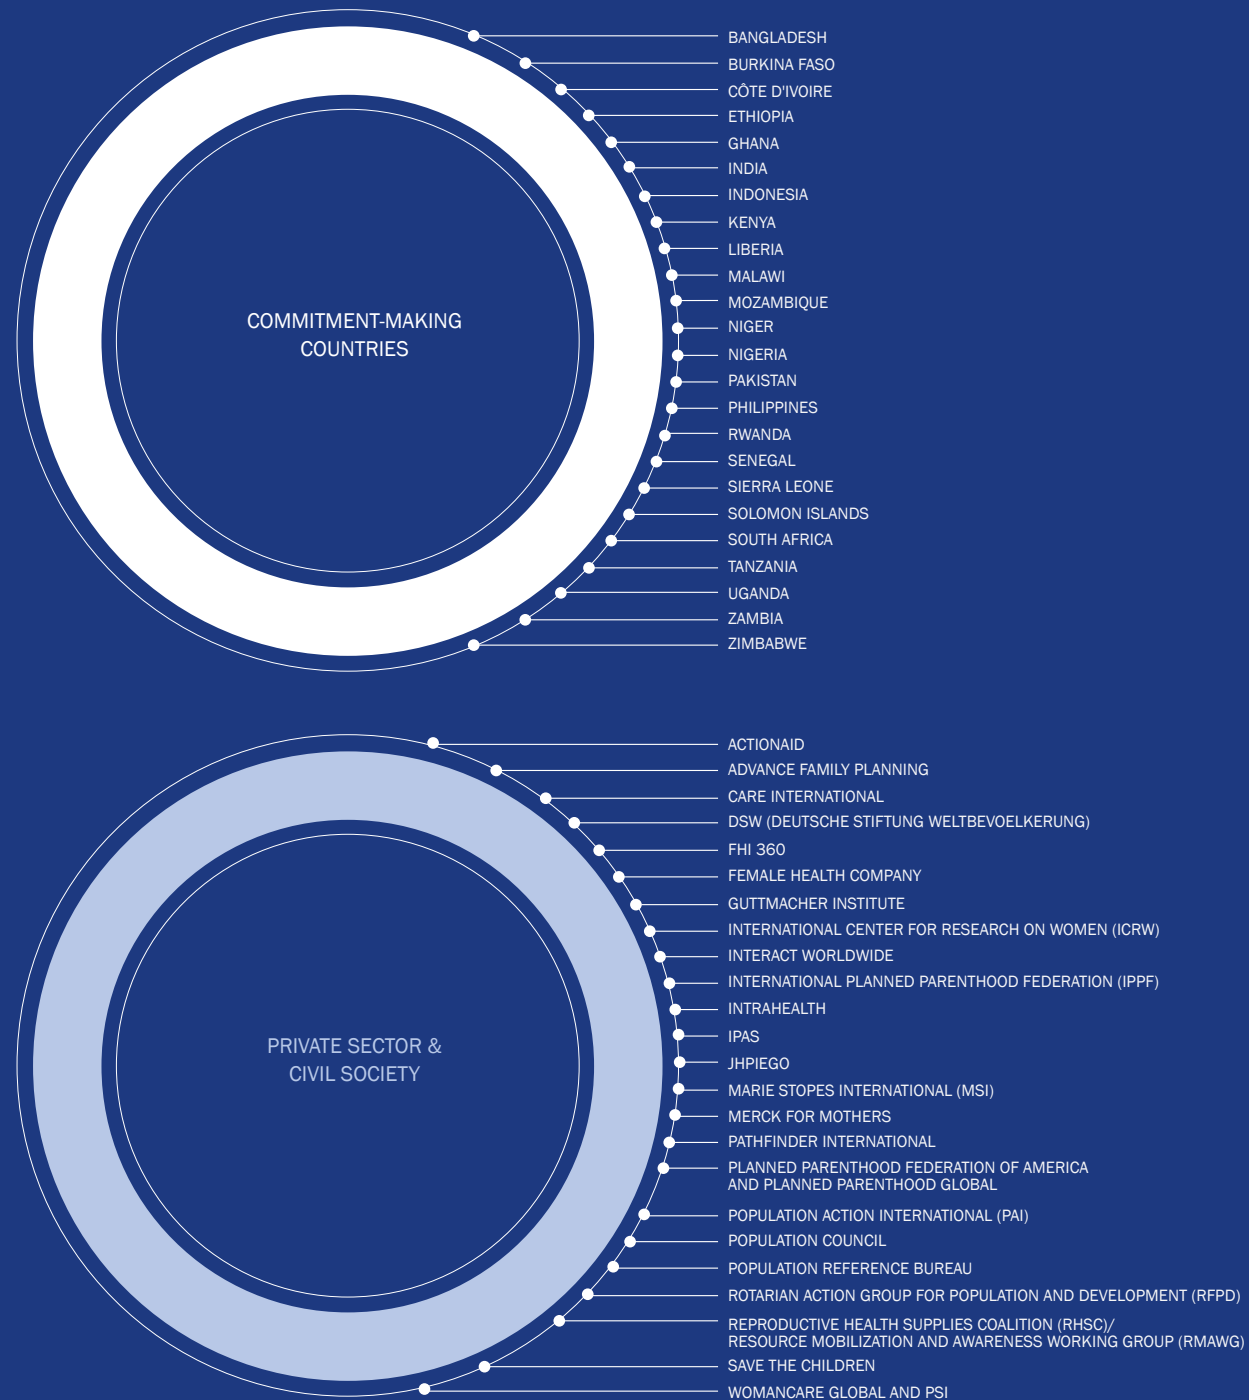 COMMITMENT-MAKING
COUNTRIES
BANGLADESH
BURKINA FASO
CÔTE D'IVOIRE
ETHIOPIA
GHANA
INDIA
INDONESIA
KENYA
LIBERIA
MALAWI
MOZAMBIQUE
NIGER
NIGERIA
PAKISTAN
PHILIPPINES
RWANDA
SENEGAL
SIERRA LEONE
SOLOMON ISLANDS
SOUTH AFRICA
TANZANIA
UGANDA
ZAMBIA
ZIMBABWE
PRIVATE SECTOR &
CIVIL SOCIETY
ACTIONAID
ADVANCE FAMILY PLANNING
CARE INTERNATIONAL
DSW (DEUTSCHE STIFTUNG WELTBEVOELKERUNG)
FHI 360
FEMALE HEALTH COMPANY
GUTTMACHER INSTITUTE
INTERNATIONAL CENTER FOR RESEARCH ON WOMEN (ICRW)
INTERACT WORLDWIDE
INTERNATIONAL PLANNED PARENTHOOD FEDERATION (IPPF)
INTRAHEALTH
IPAS
JHPIEGO
MARIE STOPES INTERNATIONAL (MSI)
MERCK FOR MOTHERS
PATHFINDER INTERNATIONAL
PLANNED PARENTHOOD FEDERATION OF AMERICA
AND PLANNED PARENTHOOD GLOBAL
POPULATION ACTION INTERNATIONAL (PAI)
POPULATION COUNCIL
POPULATION REFERENCE BUREAU
ROTARIAN ACTION GROUP FOR POPULATION AND DEVELOPMENT (RFPD)
REPRODUCTIVE HEALTH SUPPLIES COALITION (RHSC)/
RESOURCE MOBILIZATION AND AWARENESS WORKING GROUP (RMAWG)
SAVE THE CHILDREN
WOMANCARE GLOBAL AND PSI